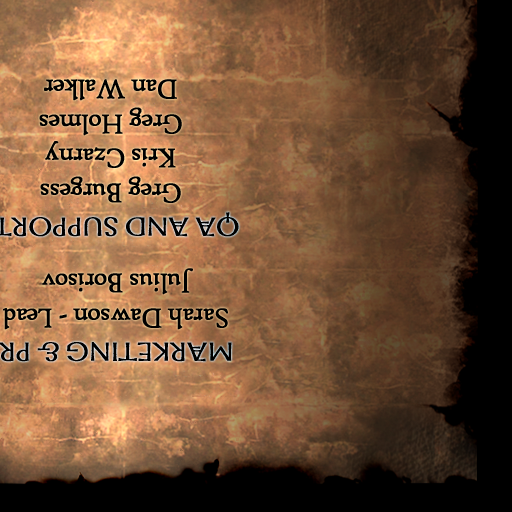 MARKETING & PR
Sarah Dawson - Lead
Julius Borisov
QA AND SUPPORT
Greg Burgess
Kris Czarny
Greg Holmes
Dan Walker